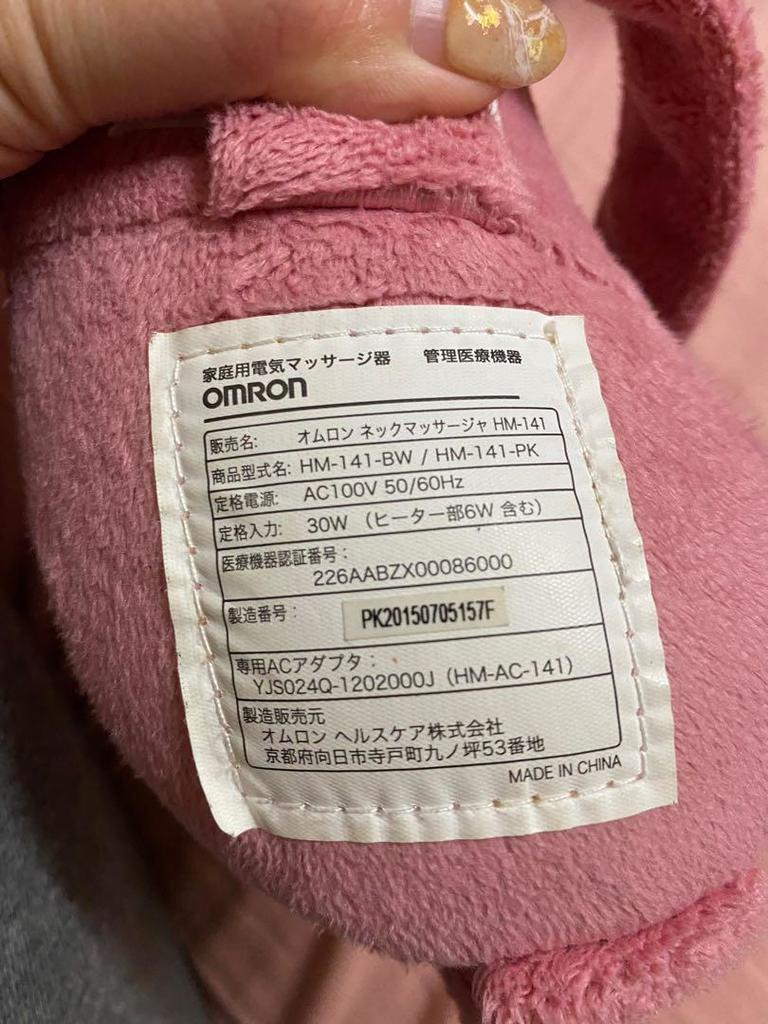 家庭用電気マッサージ器 管理医療機器
OMRON
販売名: オムロン ネックマッサージャ HM-141
商品型式名: HM-141-BW / HM-141-PK
定格電源: AC100V 50/60Hz
定格入力: 30W （ヒーター部6W 含む）
医療機器認証番号：
226AABZX00086000
製造番号： PK20150705157F
専用ACアダプタ：
YJS024Q-1202000J（HM-AC-141）
製造販売元
オムロン ヘルスケア株式会社
京都府向日市寺戸町九ノ坪53番地
MADE IN CHINA